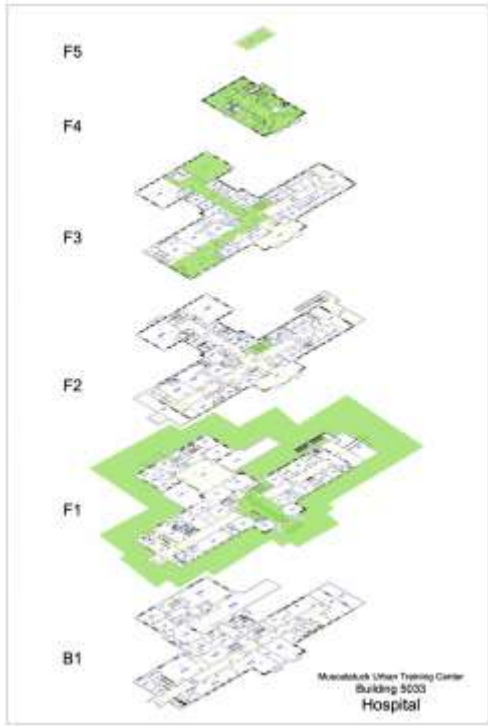 F5
F4
F3
F2
F1
B1
Muscatatuck Urban Training Center
Building 5033
Hospital